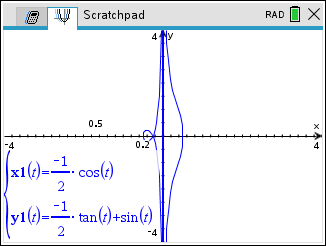 Scratchpad RAD
4 y
x
-4 0.5 0.2 4
-4
x1(t)=-1/2·cos(t)
y1(t)=-1/2·tan(t)+sin(t)